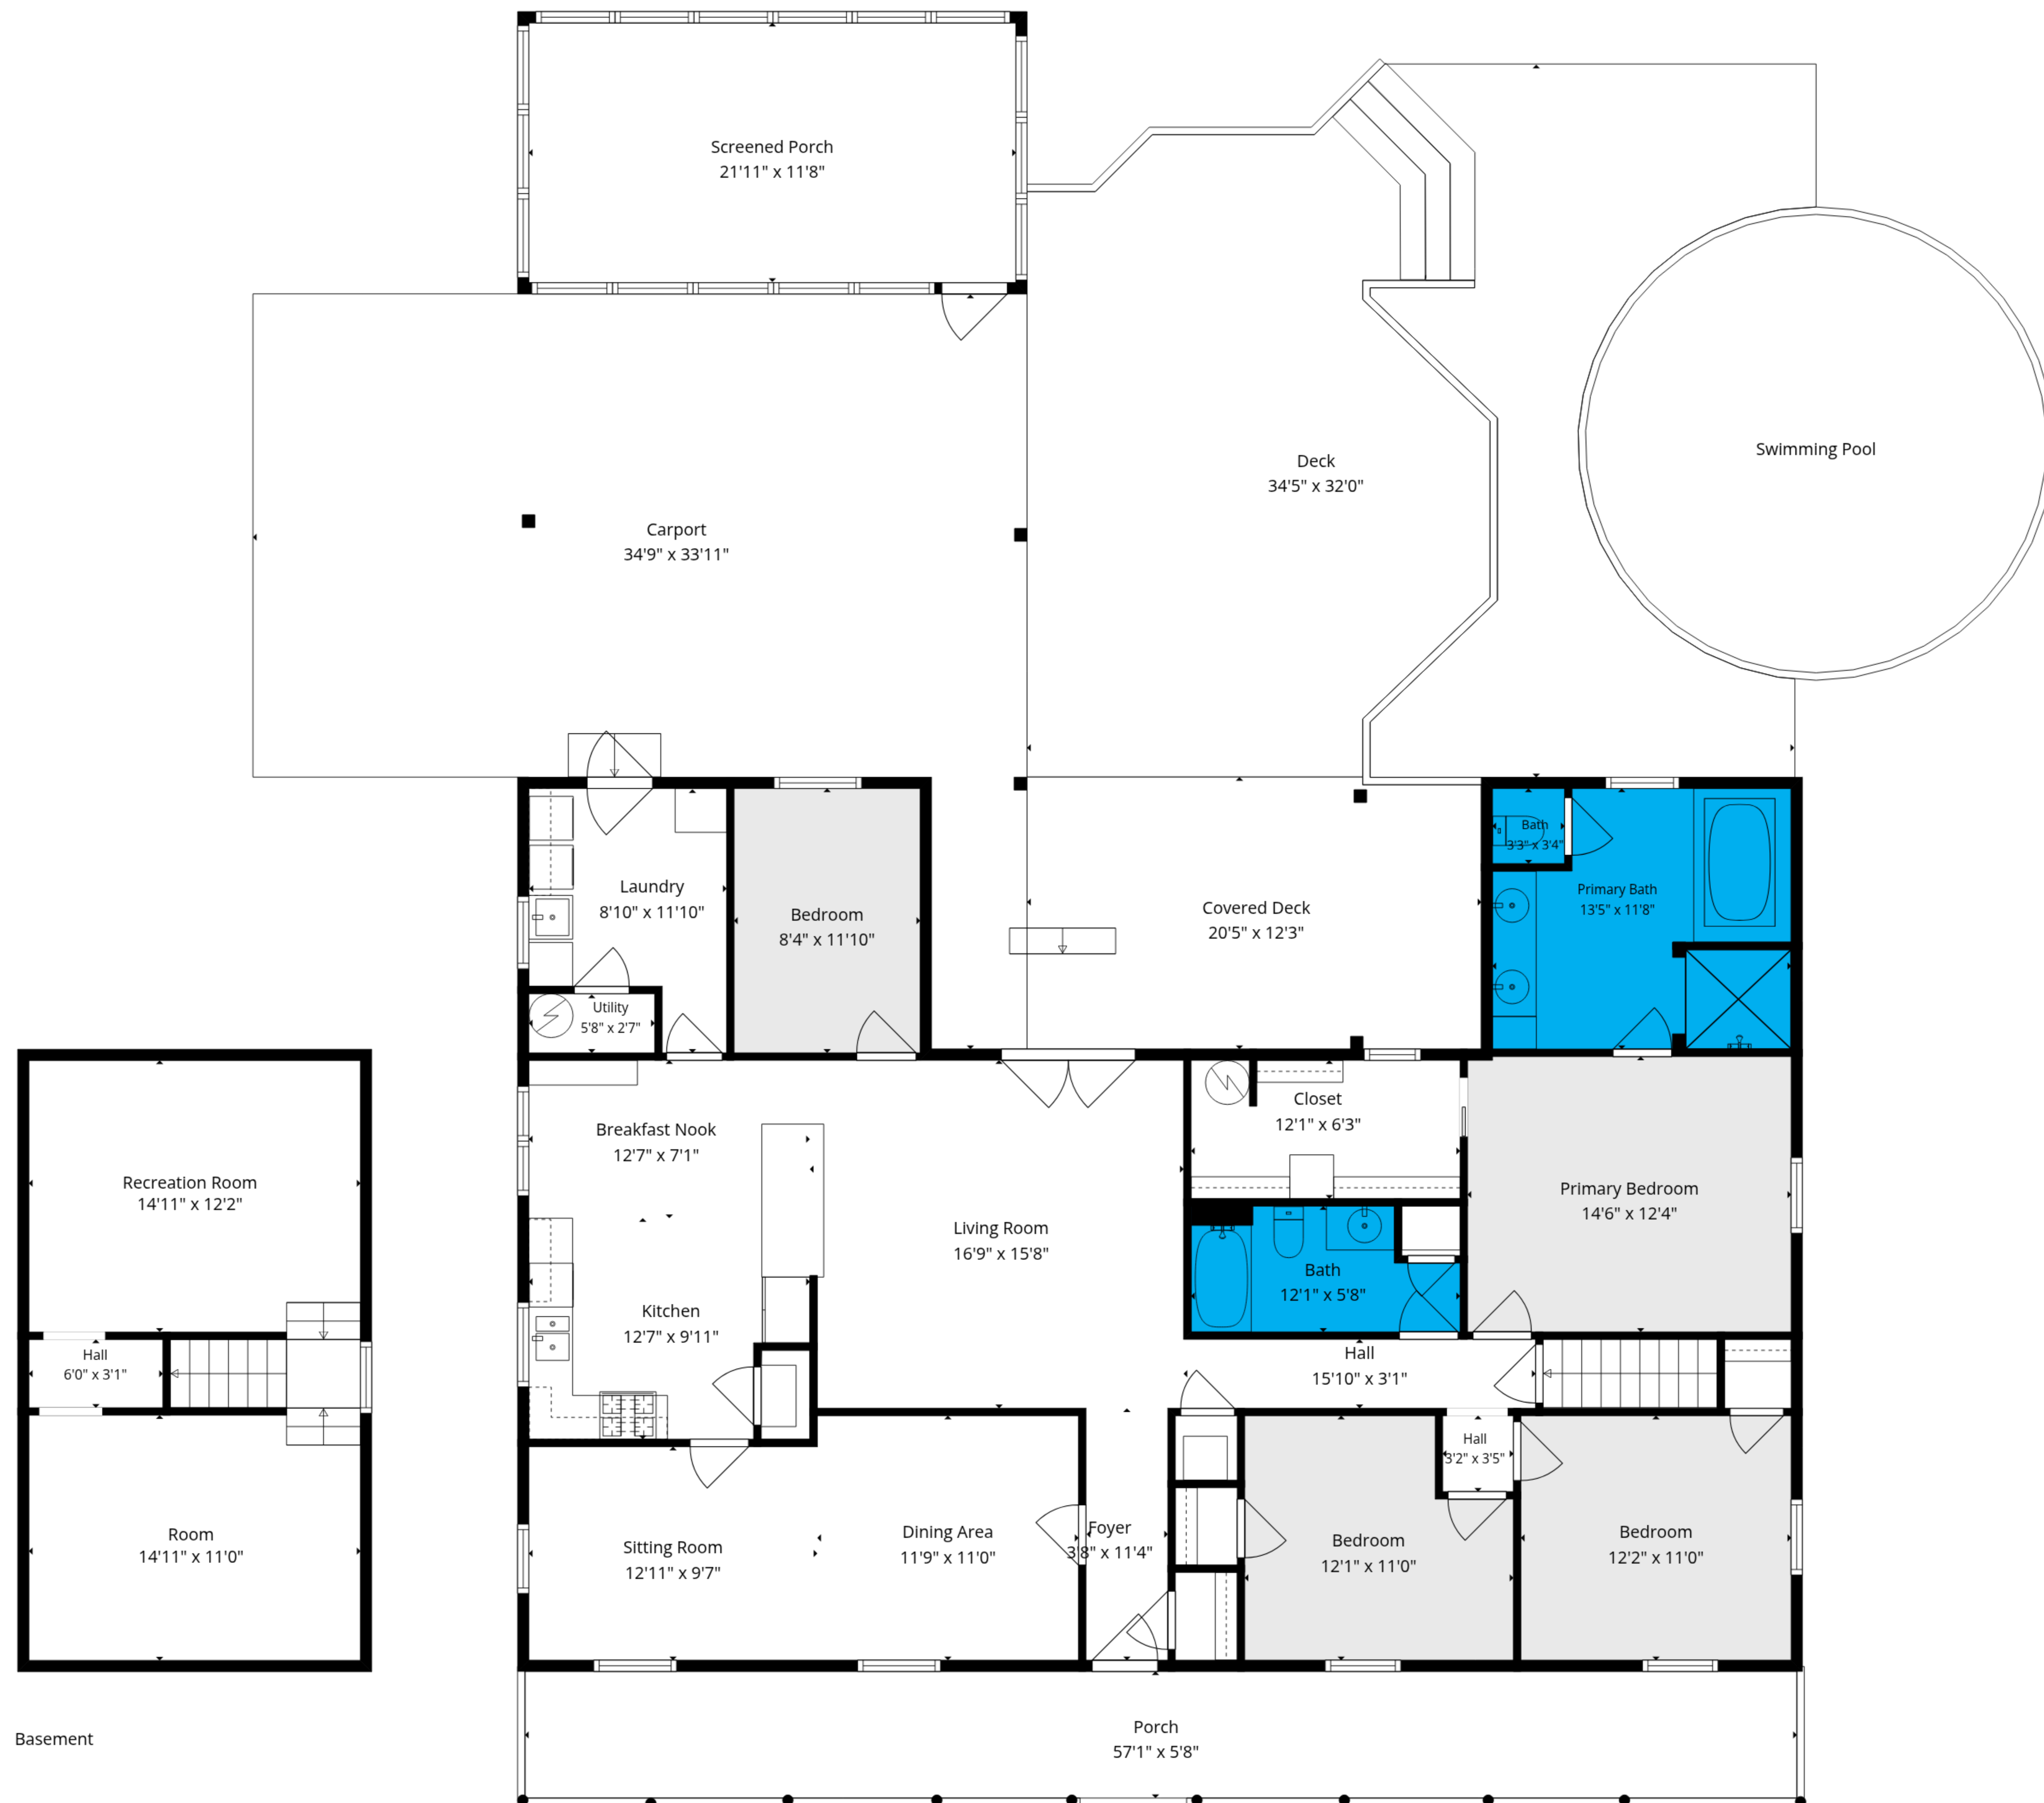 Screened Porch
21'11" x 11'8"
Deck
34'5" x 32'0"
Swimming Pool
Carport
34'9" x 33'11"
Laundry
8'10" x 11'10"
Bedroom
8'4" x 11'10"
Covered Deck
20'5" x 12'3"
Bath
3'3" x 3'4"
Primary Bath
13'5" x 11'8"
Utility
5'8" x 2'7"
Breakfast Nook
12'7" x 7'1"
Closet
12'1" x 6'3"
Primary Bedroom
14'6" x 12'4"
Recreation Room
14'11" x 12'2"
Living Room
16'9" x 15'8"
Bath
12'1" x 5'8"
Kitchen
12'7" x 9'11"
Hall
6'0" x 3'1"
Hall
15'10" x 3'1"
Hall
3'2" x 3'5"
Room
14'11" x 11'0"
Sitting Room
12'11" x 9'7"
Dining Area
11'9" x 11'0"
Foyer
3'8" x 11'4"
Bedroom
12'1" x 11'0"
Bedroom
12'2" x 11'0"
Porch
57'1" x 5'8"
Basement